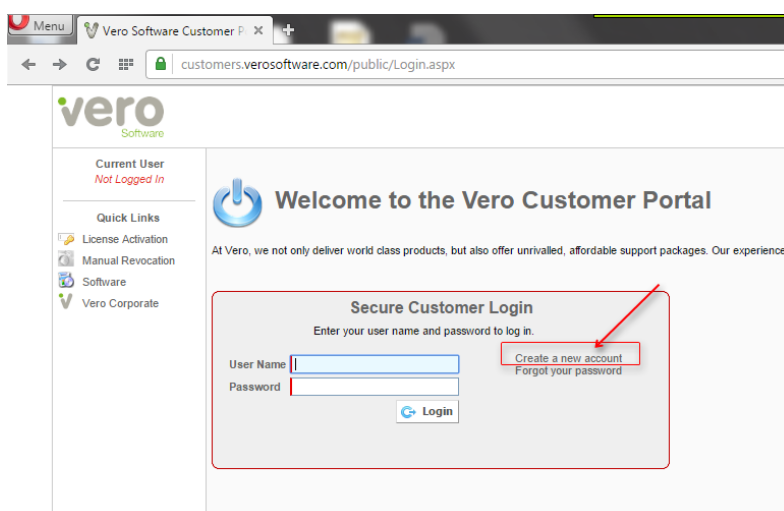 Menu
Vero Software Customer P
customers.verosoftware.com/public/Login.aspx
vero
Software
Current User
Not Logged In
Quick Links
License Activation
Manual Revocation
Software
Vero Corporate
Welcome to the Vero Customer Portal
At Vero, we not only deliver world class products, but also offer unrivalled, affordable support packages. Our experience
Secure Customer Login
Enter your user name and password to log in.
User Name
Create a new account
Forgot your password
Password
Login